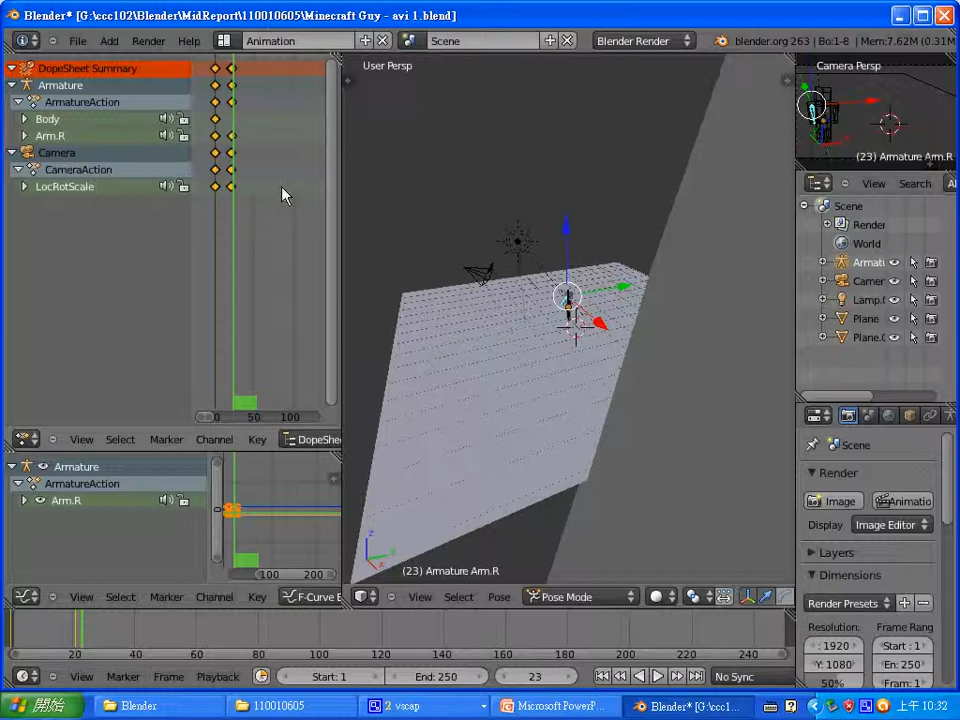 Blender* [G:\ccc102\Blender\MidReport\110010605\Minecraft Guy - avi 1.blend]
File Add Render Help Animation Scene Blender Render blender.org 263 | Bo:1-8 | Mem:7.62M (0.31M
DopeSheet Summary
Armature
ArmatureAction
Body
Arm.R
Camera
CameraAction
LocRotScale
0 50 100
View Select Marker Channel Key DopeShe
Armature
ArmatureAction
Arm.R
0
100 200
View Select Marker Channel Key F-Curve E
User Persp
z
x
(23) Armature Arm.R
View Select Pose Pose Mode
Camera Persp
(23) Armature Arm.R
View Search Al
Scene
Render
World
Armati
Camer
Lamp.0
Plane
Plane.0
Scene
Render
Image Animatio
Display Image Editor
Layers
Dimensions
Render Presets
Resolution: Frame Rang
: 1920 Start : 1
Y: 1080 En: 250
50% Fram: 1
20 40 60 80 100 120 140 160 180 200 220 240
View Marker Frame Playback Start: 1 End: 250 23 No Sync
開始 Blender 110010605 2 vscap Microsoft PowerP... Blender* [G:\ccc1... 上午 10:32